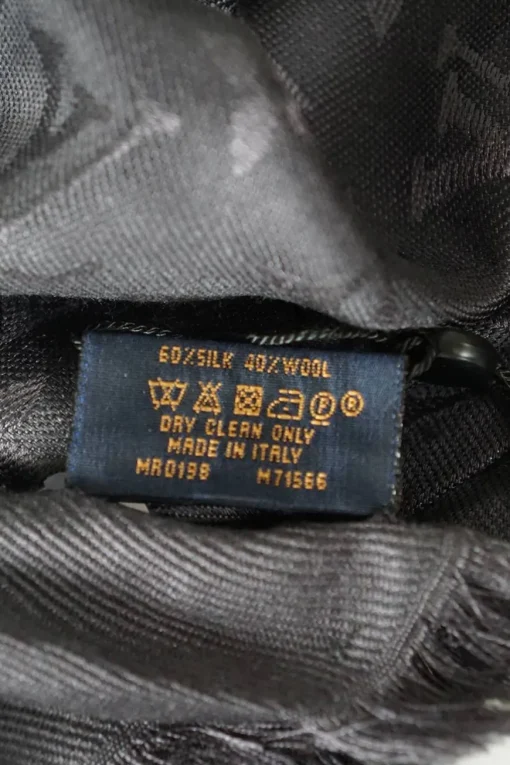 60%SILK 40%WOOL
P R
DRY CLEAN ONLY
MADE IN ITALY
MR0198 M71566